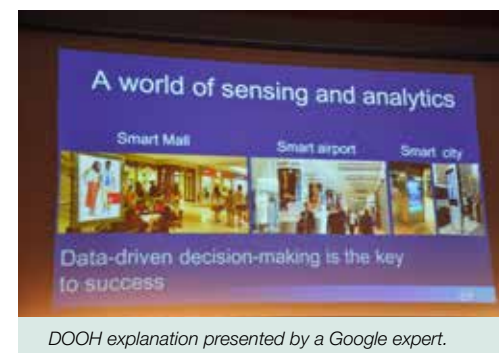 A world of sensing and analytics
Smart Mall
Smart airport
Smart city
Data-driven decision-making is the key
to success
DOOH explanation presented by a Google expert.